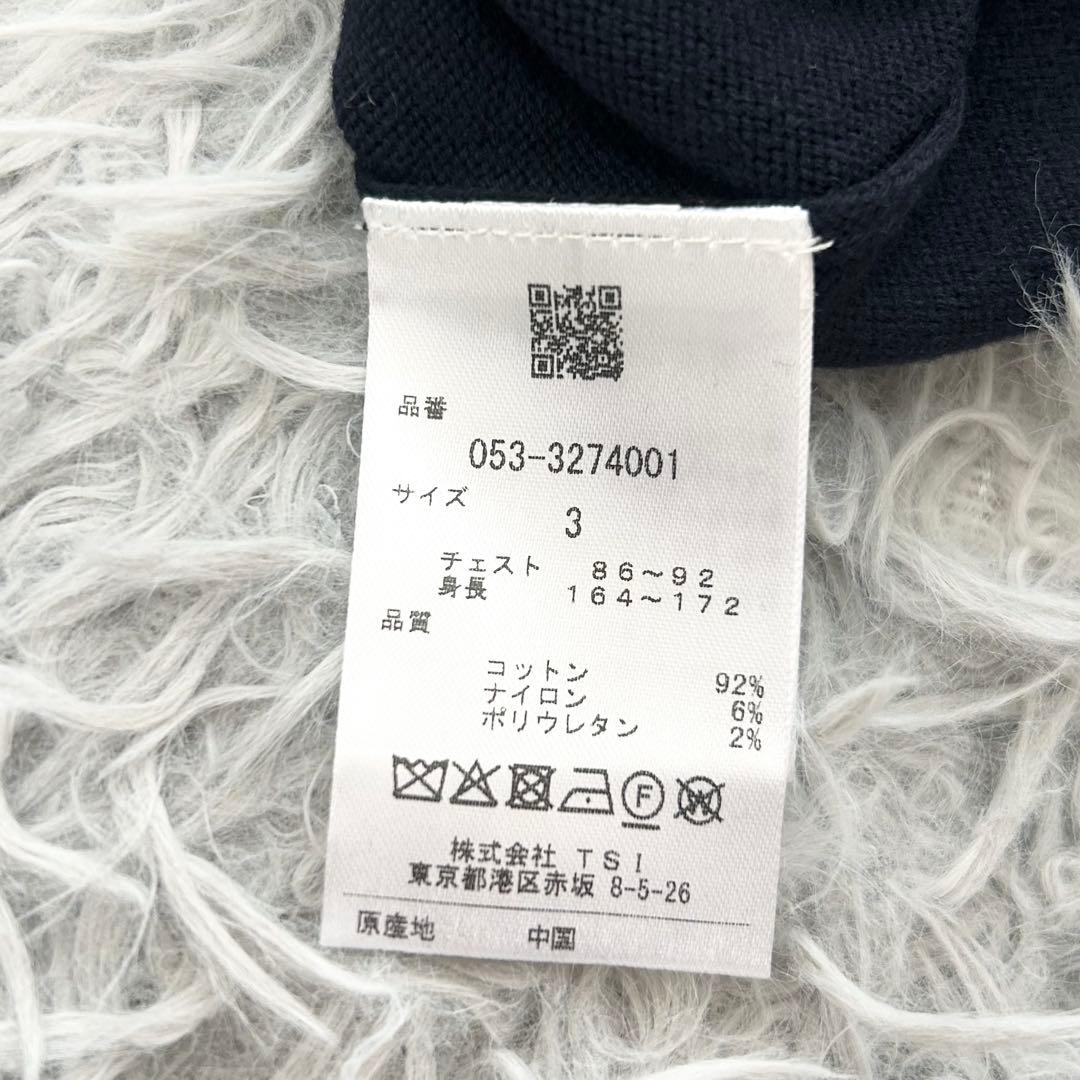 品番
053-3274001
サイズ
3
チェスト 86～92
身長 164～172
品質
コットン 92%
ナイロン 6%
ポリウレタン 2%
F W
株式会社 TSI
東京都港区赤坂 8-5-26
原産地 中国